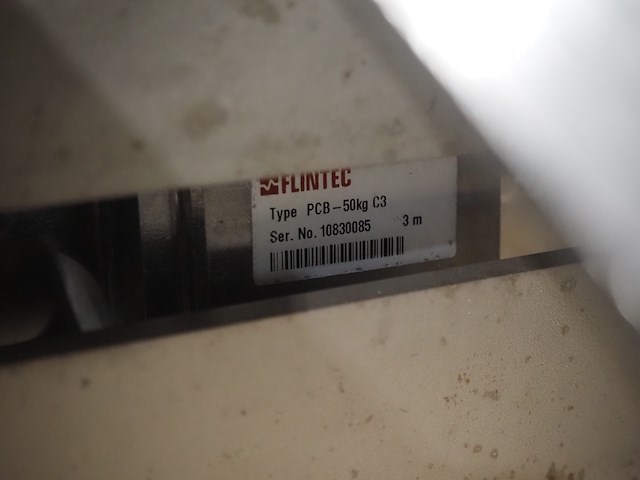 FLINTEC
Type PCB-50kg C3
Ser. No. 10830085 3 m